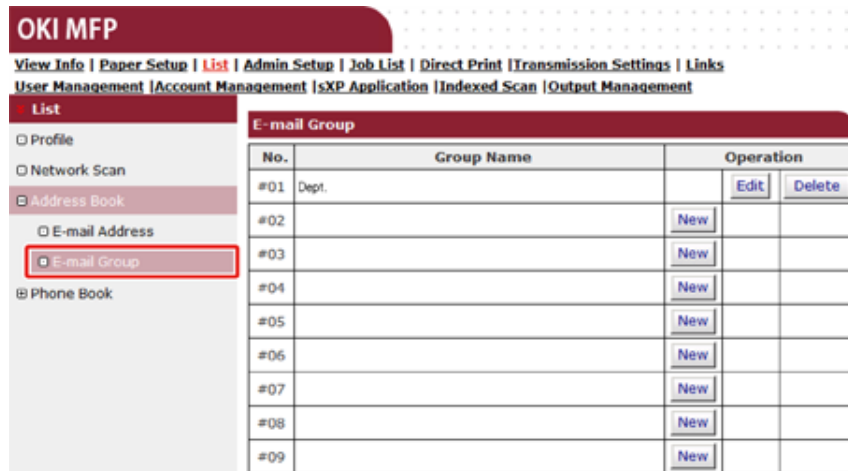 OKI MFP
View Info | Paper Setup | List | Admin Setup | Job List | Direct Print |Transmission Settings | Links
User Management |Account Management |sXP Application |Indexed Scan |Output Management
List
Profile
Network Scan
Address Book
E-mail Address
E-mail Group
Phone Book
E-mail Group
No. Group Name Operation
#01 Dept. Edit Delete
#02 New
#03 New
#04 New
#05 New
#06 New
#07 New
#08 New
#09 New